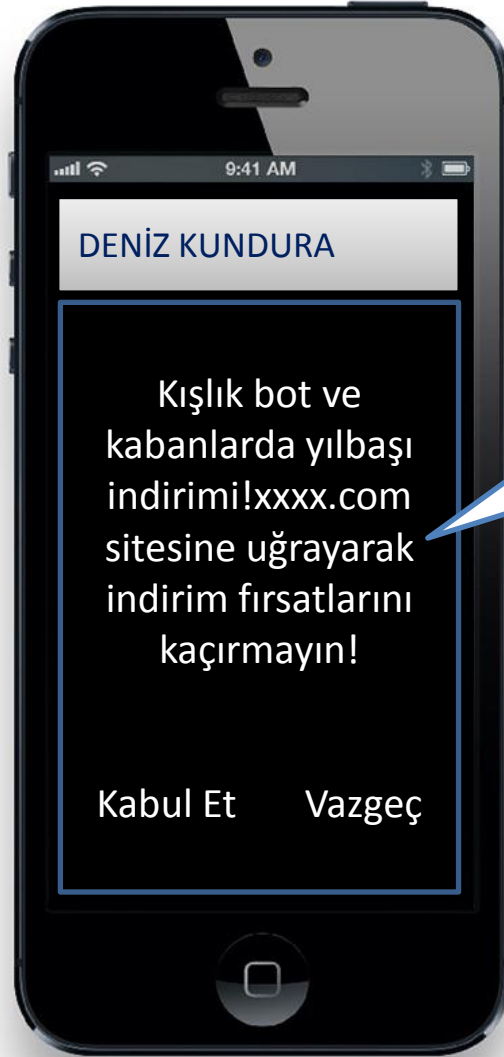 9:41 AM
DENİZ KUNDURA
Kışlık bot ve
kabanlarda yılbaşı
indirimi!xxxx.com
sitesine uğrayarak
indirim fırsatlarını
kaçırmayın!
Kabul Et Vazgeç